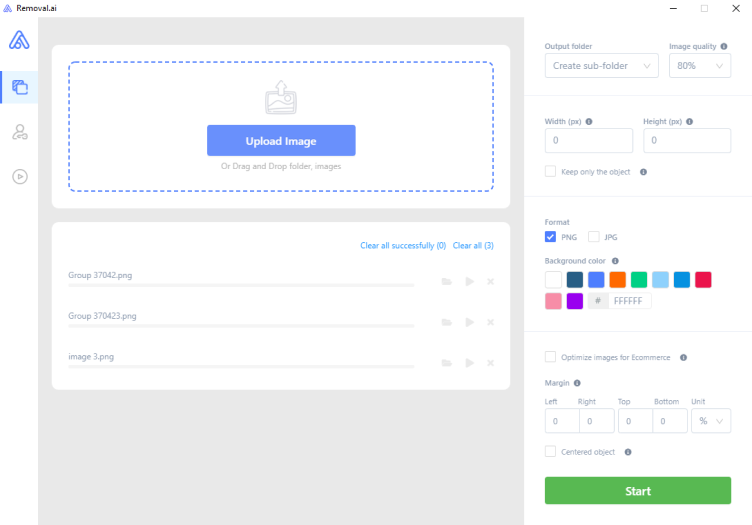 Removal.ai
Upload Image
Or Drag and Drop folder, images
Clear all successfully (0) Clear all (3)
Group 37042.png
Group 370423.png
image 3.png
Output folder Image quality
Create sub-folder 80%
Width (px) Height (px)
0 0
Keep only the object
Format
PNG JPG
Background color
# FFFFFF
Optimize images for Ecommerce
Margin
Left Right Top Bottom Unit
0 0 0 0 %
Centered object
Start